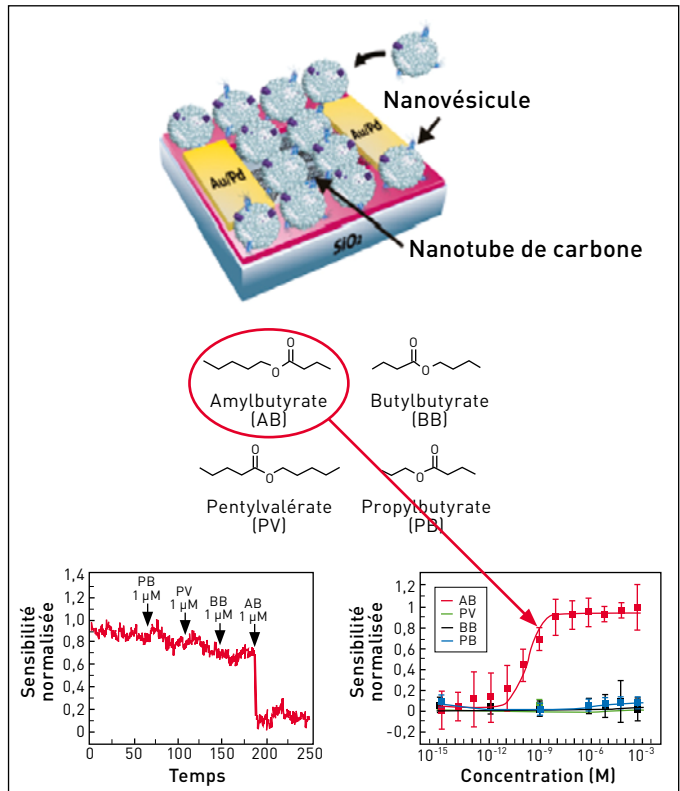 Nanovésicule
Au/Pd
Au/Pd
Nanotube de carbone
SiO₂
O
O
Amylbutyrate
(AB)
O
O
Butylbutyrate
(BB)
O
O
Pentylvalérate
(PV)
O
O
Propylbutyrate
(PB)
Sensibilité
normalisée
1,4
1,2
1,0
0,8
0,6
0,4
0,2
0
PB
1 µM
PV
1 µM
BB
1 µM
AB
1 µM
0 50 100 150 200 250
Temps
Sensibilité
normalisée
1,2
1
0,8
0,6
0,4
0,2
0
-0,2
AB
PV
BB
PB
10⁻¹⁵ 10⁻¹² 10⁻⁹ 10⁻⁶ 10⁻³
Concentration (M)